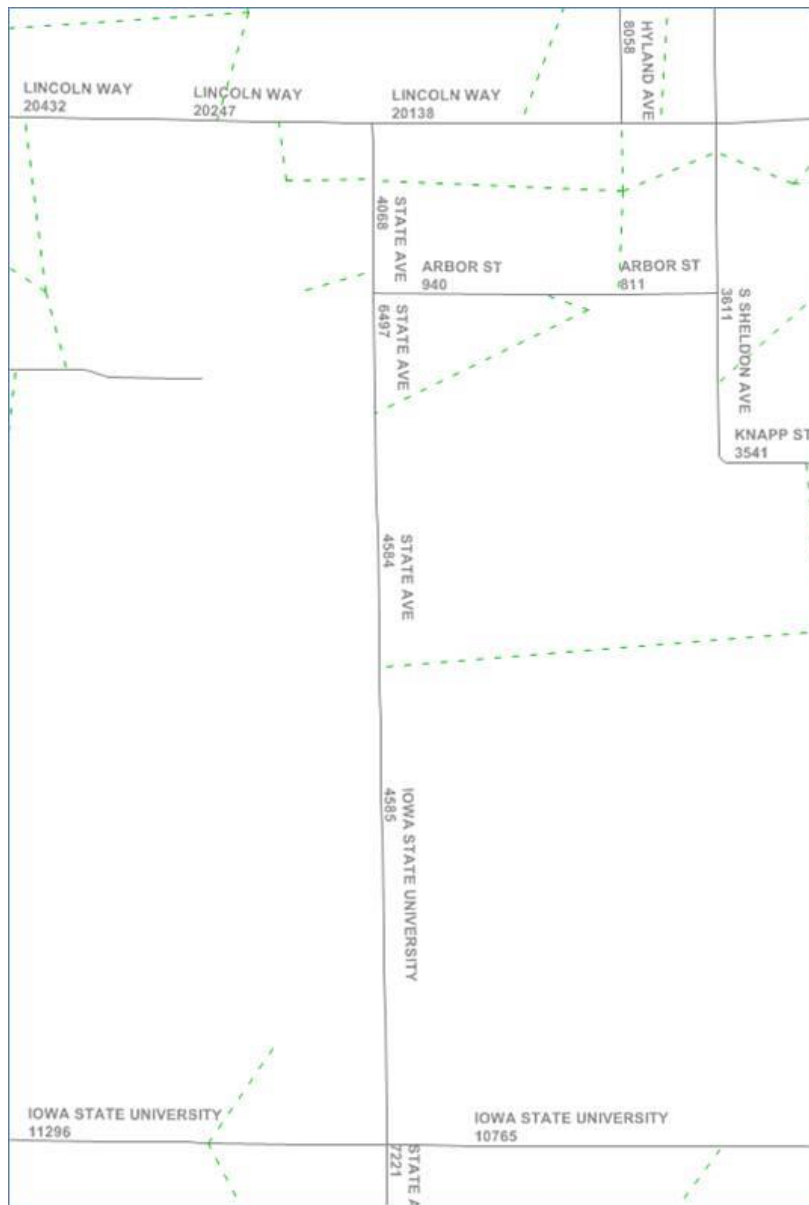 HYLAND AVE
8058
LINCOLN WAY
20432
LINCOLN WAY
20247
LINCOLN WAY
20138
STATE AVE
4068
ARBOR ST
940
ARBOR ST
811
STATE AVE
6497
S SHELDON AVE
3611
KNAPP ST
3541
STATE AVE
4584
IOWA STATE UNIVERSITY
4585
IOWA STATE UNIVERSITY
11296
IOWA STATE UNIVERSITY
10765
STATE A
7221